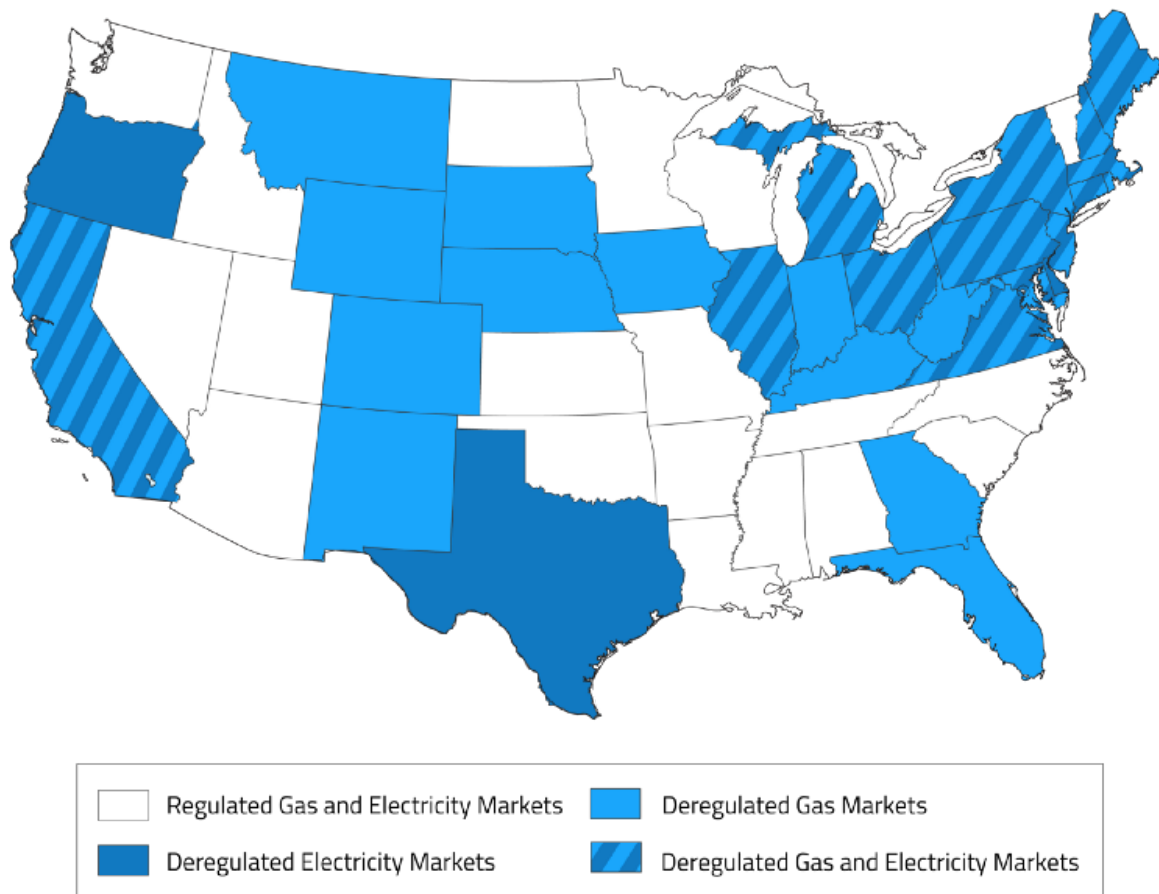 Regulated Gas and Electricity Markets
Deregulated Gas Markets
Deregulated Electricity Markets
Deregulated Gas and Electricity Markets